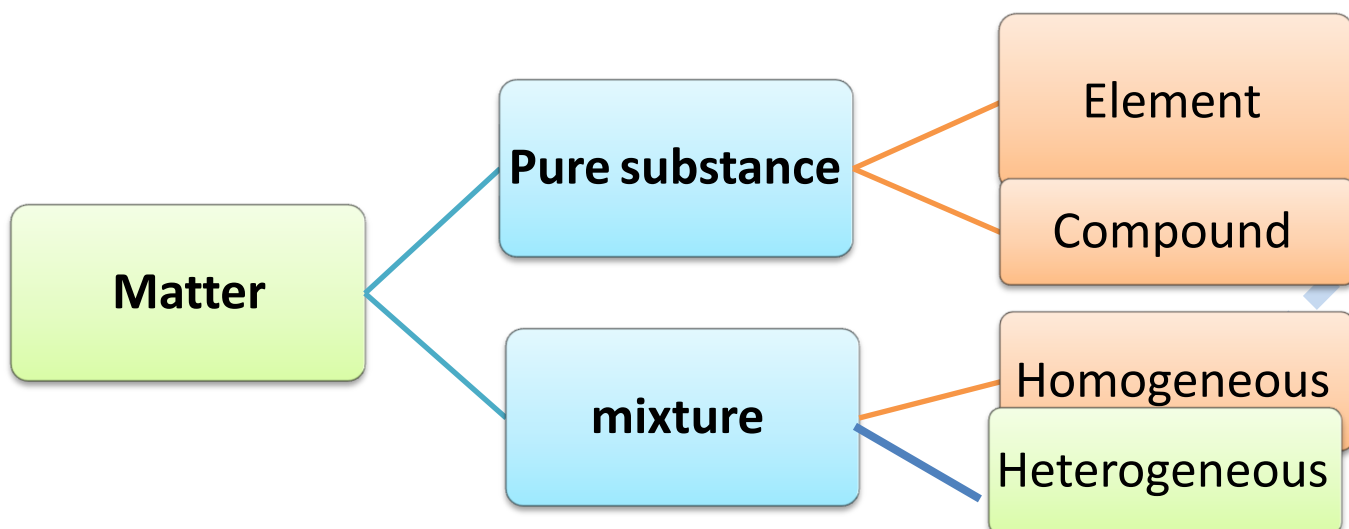 Element
Pure substance
Compound
Matter
Homogeneous
mixture
Heterogeneous